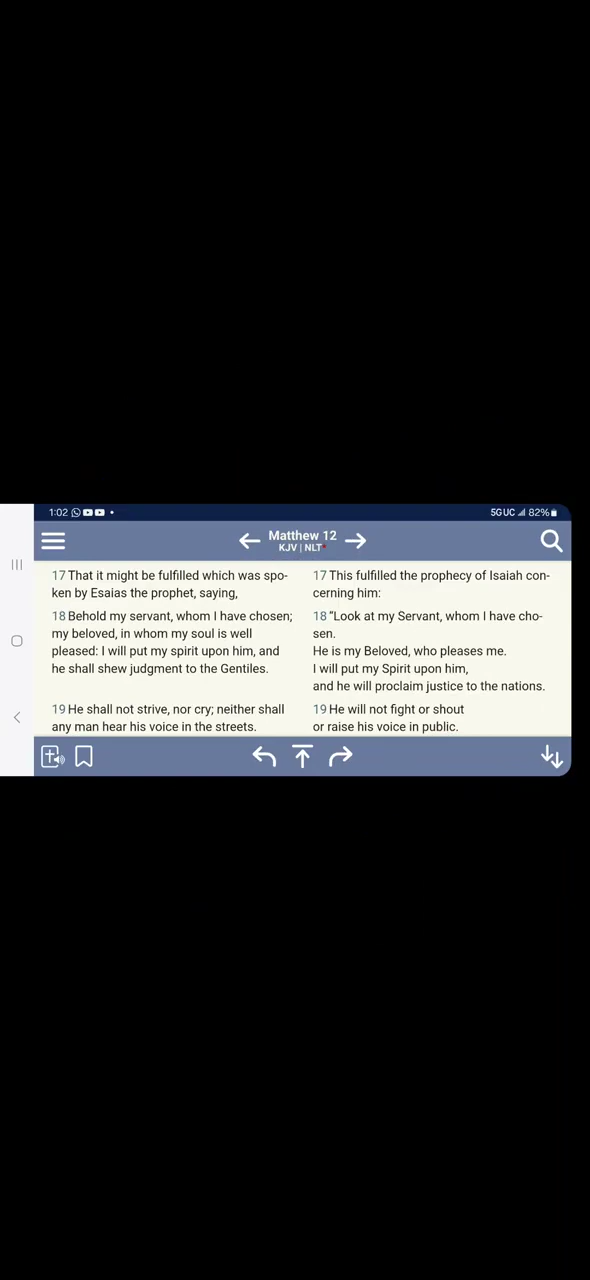 1:02
5GUC 82%
Matthew 12
KJV | NLT*
17 That it might be fulfilled which was spo-
ken by Esaias the prophet, saying,
18 Behold my servant, whom I have chosen;
my beloved, in whom my soul is well
pleased: I will put my spirit upon him, and
he shall shew judgment to the Gentiles.
19 He shall not strive, nor cry; neither shall
any man hear his voice in the streets.
17 This fulfilled the prophecy of Isaiah con-
cerning him:
18 “Look at my Servant, whom I have cho-
sen.
He is my Beloved, who pleases me.
I will put my Spirit upon him,
and he will proclaim justice to the nations.
19 He will not fight or shout
or raise his voice in public.